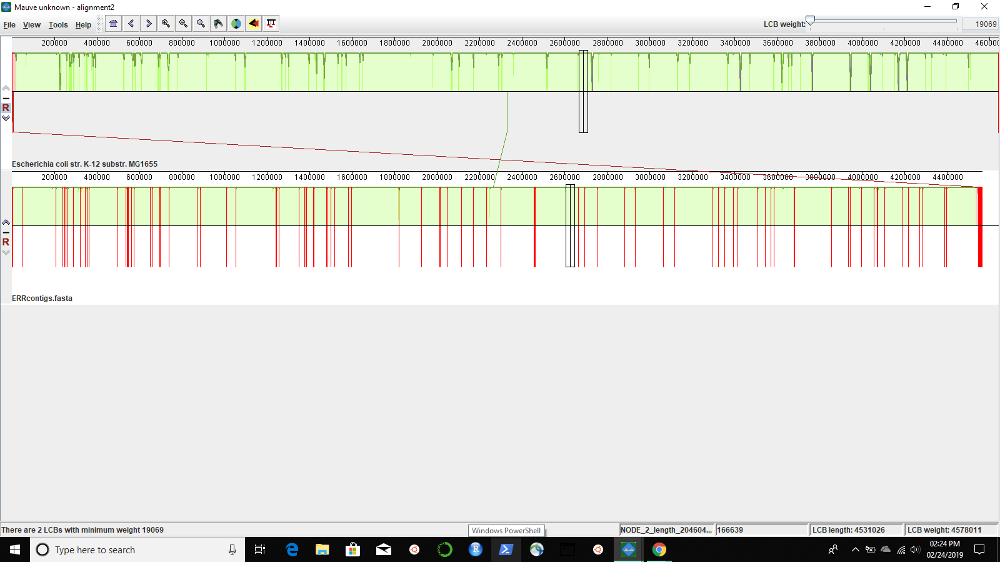 Mauve unknown - alignment2
File View Tools Help
LCB weight: 19069
200000 400000 600000 800000 1000000 1200000 1400000 1600000 1800000 2000000 2200000 2400000 2600000 2800000 3000000 3200000 3400000 3600000 3800000 4000000 4200000 4400000 460000
R
Escherichia coli str. K-12 substr. MG1655
200000 400000 600000 800000 1000000 1200000 1400000 1600000 1800000 2000000 2200000 2400000 2600000 2800000 3000000 3200000 3400000 3600000 3800000 4000000 4200000 4400000
R
ERRcontigs.fasta
There are 2 LCBs with minimum weight 19069
Windows PowerShell
NODE_2_length_204604... 166639 LCB length: 4531026 LCB weight: 4578011
Type here to search
02:24 PM
02/24/2019